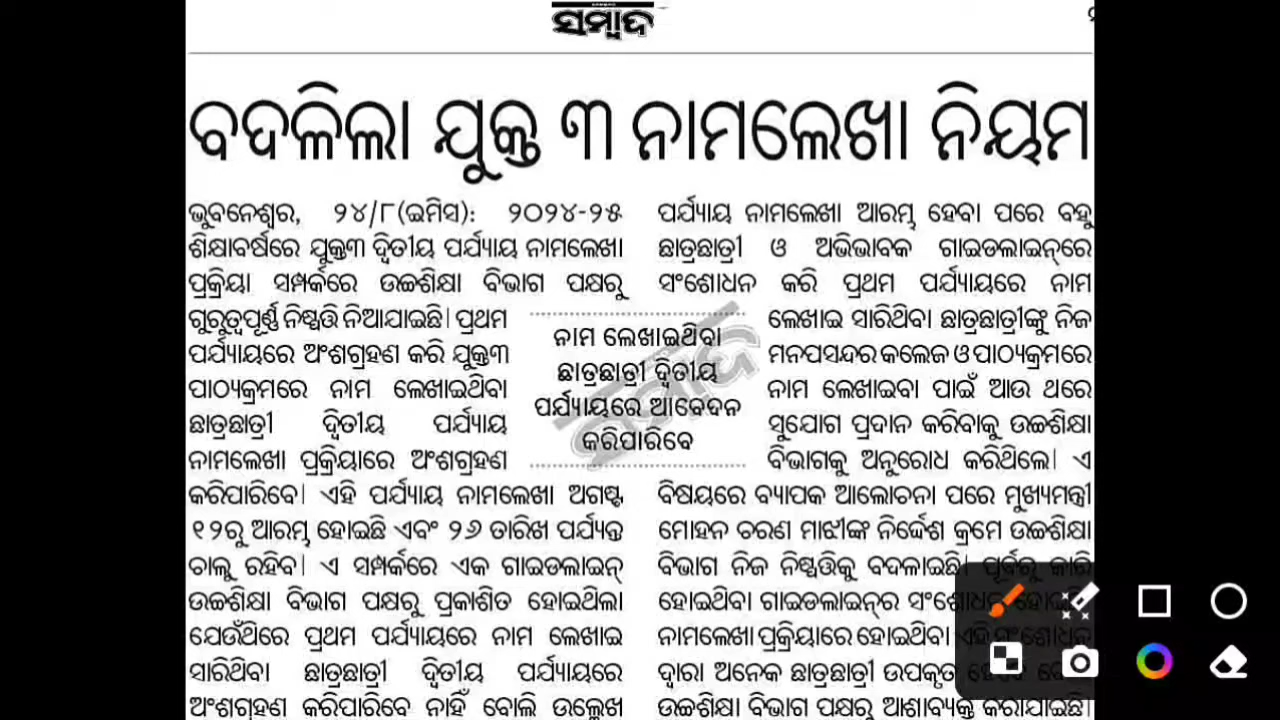 ସମ୍ବାଦ
ବଦଳିଲା ଯୁକ୍ତ ୩ ନାମଲେଖା ନିୟମ
ଭୁବନେଶ୍ୱର, ୨୪/୮(ଇମିସ): ୨୦୨୪-୨୫
ଶିକ୍ଷାବର୍ଷରେ ଯୁକ୍ତ୩ ଦ୍ୱିତୀୟ ପର୍ଯ୍ୟାୟ ନାମଲେଖା
ପ୍ରକ୍ରିୟା ସମ୍ପର୍କରେ ଉଚ୍ଚଶିକ୍ଷା ବିଭାଗ ପକ୍ଷରୁ
ଗୁରୁତ୍ୱପୂର୍ଣ୍ଣ ନିଷ୍ପତ୍ତି ନିଆଯାଇଛି। ପ୍ରଥମ
ପର୍ଯ୍ୟାୟରେ ଅଂଶଗ୍ରହଣ କରି ଯୁକ୍ତ୩
ପାଠ୍ୟକ୍ରମରେ ନାମ ଲେଖାଇଥିବା
ଛାତ୍ରଛାତ୍ରୀ ଦ୍ୱିତୀୟ ପର୍ଯ୍ୟାୟ
ନାମଲେଖା ପ୍ରକ୍ରିୟାରେ ଅଂଶଗ୍ରହଣ
କରିପାରିବେ। ଏହି ପର୍ଯ୍ୟାୟ ନାମଲେଖା ଅଗଷ୍ଟ
୧୨ରୁ ଆରମ୍ଭ ହୋଇଛି ଏବଂ ୨୬ ତାରିଖ ପର୍ଯ୍ୟନ୍ତ
ଚାଲୁ ରହିବ। ଏ ସମ୍ପର୍କରେ ଏକ ଗାଇଡଲାଇନ୍
ଉଚ୍ଚଶିକ୍ଷା ବିଭାଗ ପକ୍ଷରୁ ପ୍ରକାଶିତ ହୋଇଥିଲା
ଯେଉଁଥିରେ ପ୍ରଥମ ପର୍ଯ୍ୟାୟରେ ନାମ ଲେଖାଇ
ସାରିଥିବା ଛାତ୍ରଛାତ୍ରୀ ଦ୍ୱିତୀୟ ପର୍ଯ୍ୟାୟରେ
ଅଂଶଗ୍ରହଣ କରିପାରିବେ ନାହିଁ ବୋଲି ଉଲ୍ଲେଖ
ନାମ ଲେଖାଇଥିବା
ଛାତ୍ରଛାତ୍ରୀ ଦ୍ୱିତୀୟ
ପର୍ଯ୍ୟାୟରେ ଆବେଦନ
କରିପାରିବେ
ପର୍ଯ୍ୟାୟ ନାମଲେଖା ଆରମ୍ଭ ହେବା ପରେ ବହୁ
ଛାତ୍ରଛାତ୍ରୀ ଓ ଅଭିଭାବକ ଗାଇଡଲାଇନ୍‌ରେ
ସଂଶୋଧନ କରି ପ୍ରଥମ ପର୍ଯ୍ୟାୟରେ ନାମ
ଲେଖାଇ ସାରିଥିବା ଛାତ୍ରଛାତ୍ରୀଙ୍କୁ ନିଜ
ମନପସନ୍ଦର କଲେଜ ଓ ପାଠ୍ୟକ୍ରମରେ
ନାମ ଲେଖାଇବା ପାଇଁ ଆଉ ଥରେ
ସୁଯୋଗ ପ୍ରଦାନ କରିବାକୁ ଉଚ୍ଚଶିକ୍ଷା
ବିଭାଗକୁ ଅନୁରୋଧ କରିଥିଲେ। ଏ
ବିଷୟରେ ବ୍ୟାପକ ଆଲୋଚନା ପରେ ମୁଖ୍ୟମନ୍ତ୍ରୀ
ମୋହନ ଚରଣ ମାଝୀଙ୍କ ନିର୍ଦ୍ଦେଶ କ୍ରମେ ଉଚ୍ଚଶିକ୍ଷା
ବିଭାଗ ନିଜ ନିଷ୍ପତ୍ତିକୁ ବଦଳାଇଛି। ପୂର୍ବରୁ ଜାରି
ହୋଇଥିବା ଗାଇଡଲାଇନ୍‌ର ସଂଶୋଧନ
ନାମଲେଖା ପ୍ରକ୍ରିୟାରେ ହୋଇଥିବା ଏହି ସଂଶୋଧନ
ଦ୍ୱାରା ଅନେକ ଛାତ୍ରଛାତ୍ରୀ ଉପକୃତ
ଉଚ୍ଚଶିକ୍ଷା ବିଭାଗ ପକ୍ଷରୁ ଆଶାବ୍ୟକ୍ତ କରାଯାଇଛି।